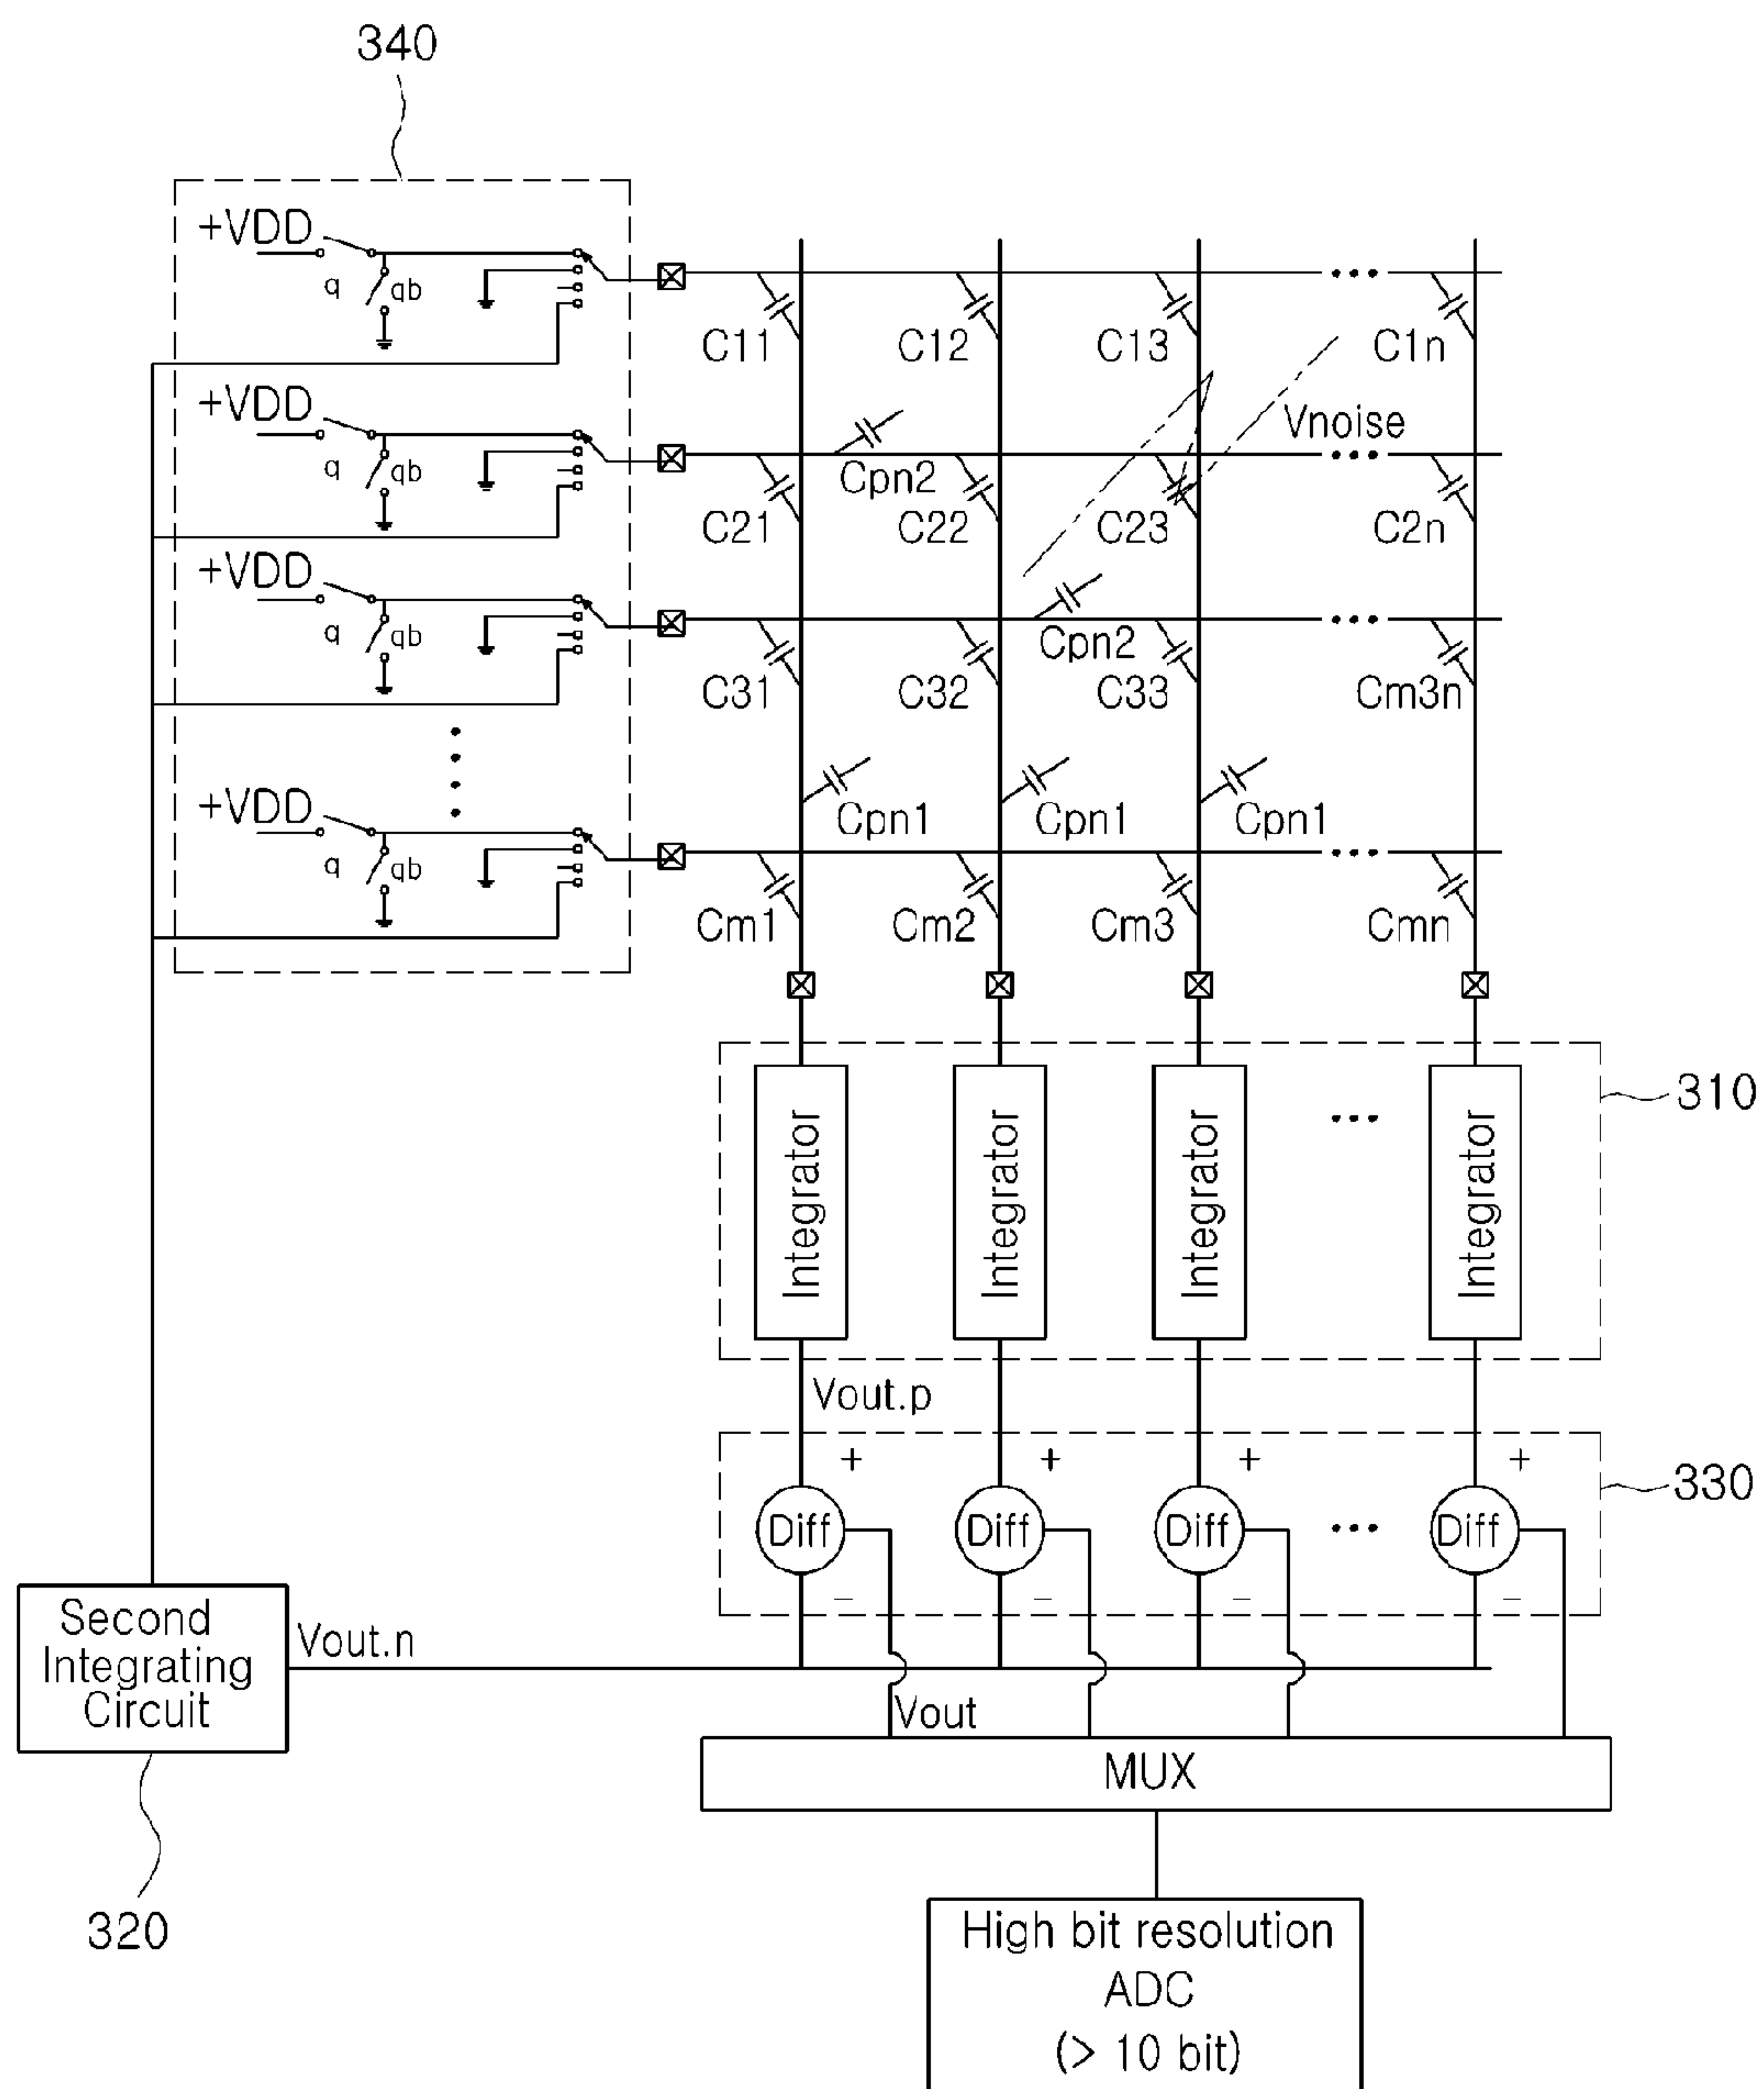 340
+VDD
q
qb
C11
C12
C13
C1n
+VDD
q
qb
Vnoise
Cpn2
C21
C22
C23
C2n
+VDD
q
qb
Cpn2
C31
C32
C33
Cm3n
+VDD
q
qb
Cpn1
Cpn1
Cpn1
Cm1
Cm2
Cm3
Cmn
Integrator
Integrator
Integrator
...
Integrator
310
Vout.p
+
+
+
+
Diff
Diff
Diff
...
Diff
330
−
−
−
−
Second
Integrating
Circuit
Vout.n
Vout
MUX
320
High bit resolution
ADC
(> 10 bit)